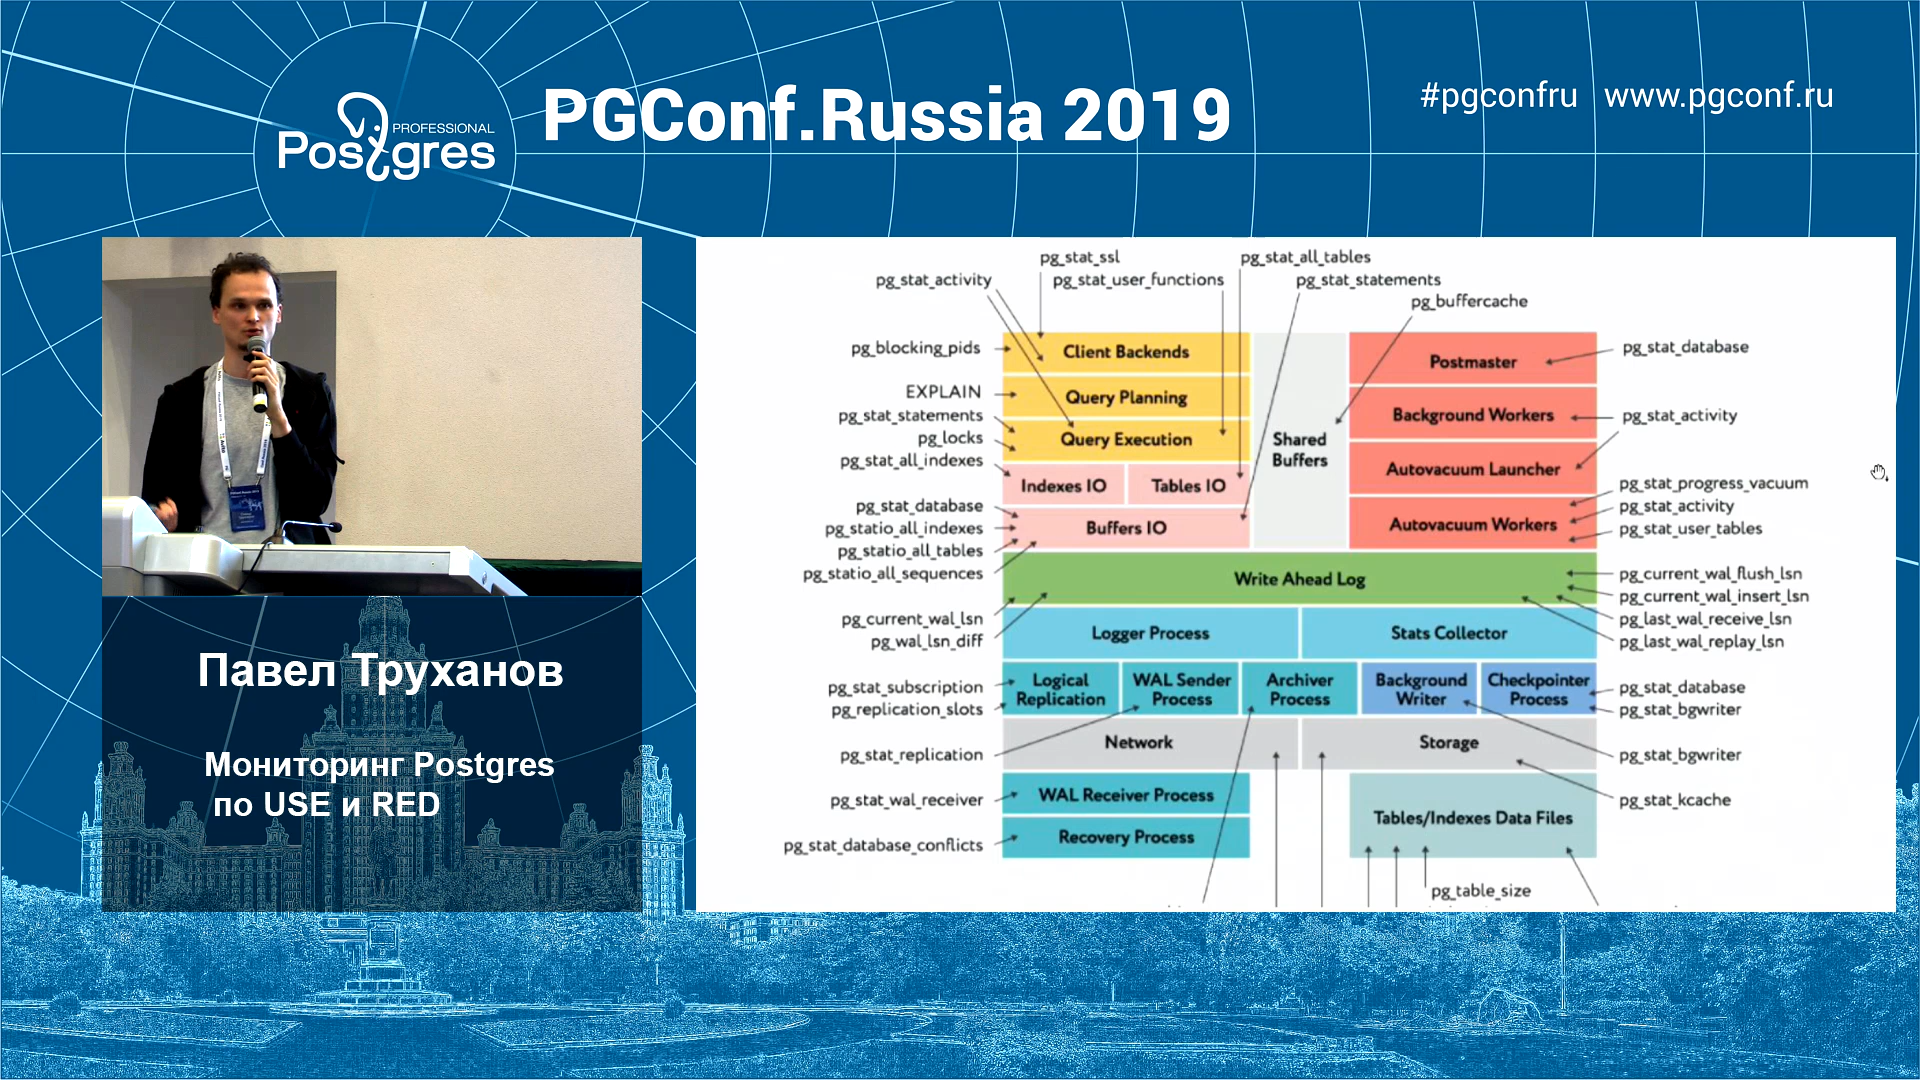 PROFESSIONAL
Postgres
PGConf.Russia 2019
#pgconfru www.pgconf.ru
Павел Труханов
Мониторинг Postgres
по USE и RED
pg_stat_ssl
pg_stat_all_tables
pg_stat_activity
pg_stat_user_functions
pg_stat_statements
pg_buffercache
pg_blocking_pids
EXPLAIN
pg_stat_statements
pg_locks
pg_stat_all_indexes
pg_stat_database
pg_statio_all_indexes
pg_statio_all_tables
pg_statio_all_sequences
pg_current_wal_lsn
pg_wal_lsn_diff
pg_stat_subscription
pg_replication_slots
pg_stat_replication
pg_stat_wal_receiver
pg_stat_database_conflicts
Client Backends
Query Planning
Query Execution
Indexes IO
Tables IO
Buffers IO
Shared
Buffers
Postmaster
Background Workers
Autovacuum Launcher
Autovacuum Workers
Write Ahead Log
Logger Process
Stats Collector
Logical
Replication
WAL Sender
Process
Archiver
Process
Background
Writer
Checkpointer
Process
Network
Storage
WAL Receiver Process
Recovery Process
Tables/Indexes Data Files
pg_table_size
pg_stat_database
pg_stat_activity
pg_stat_progress_vacuum
pg_stat_activity
pg_stat_user_tables
pg_current_wal_flush_lsn
pg_current_wal_insert_lsn
pg_last_wal_receive_lsn
pg_last_wal_replay_lsn
pg_stat_database
pg_stat_bgwriter
pg_stat_bgwriter
pg_stat_kcache